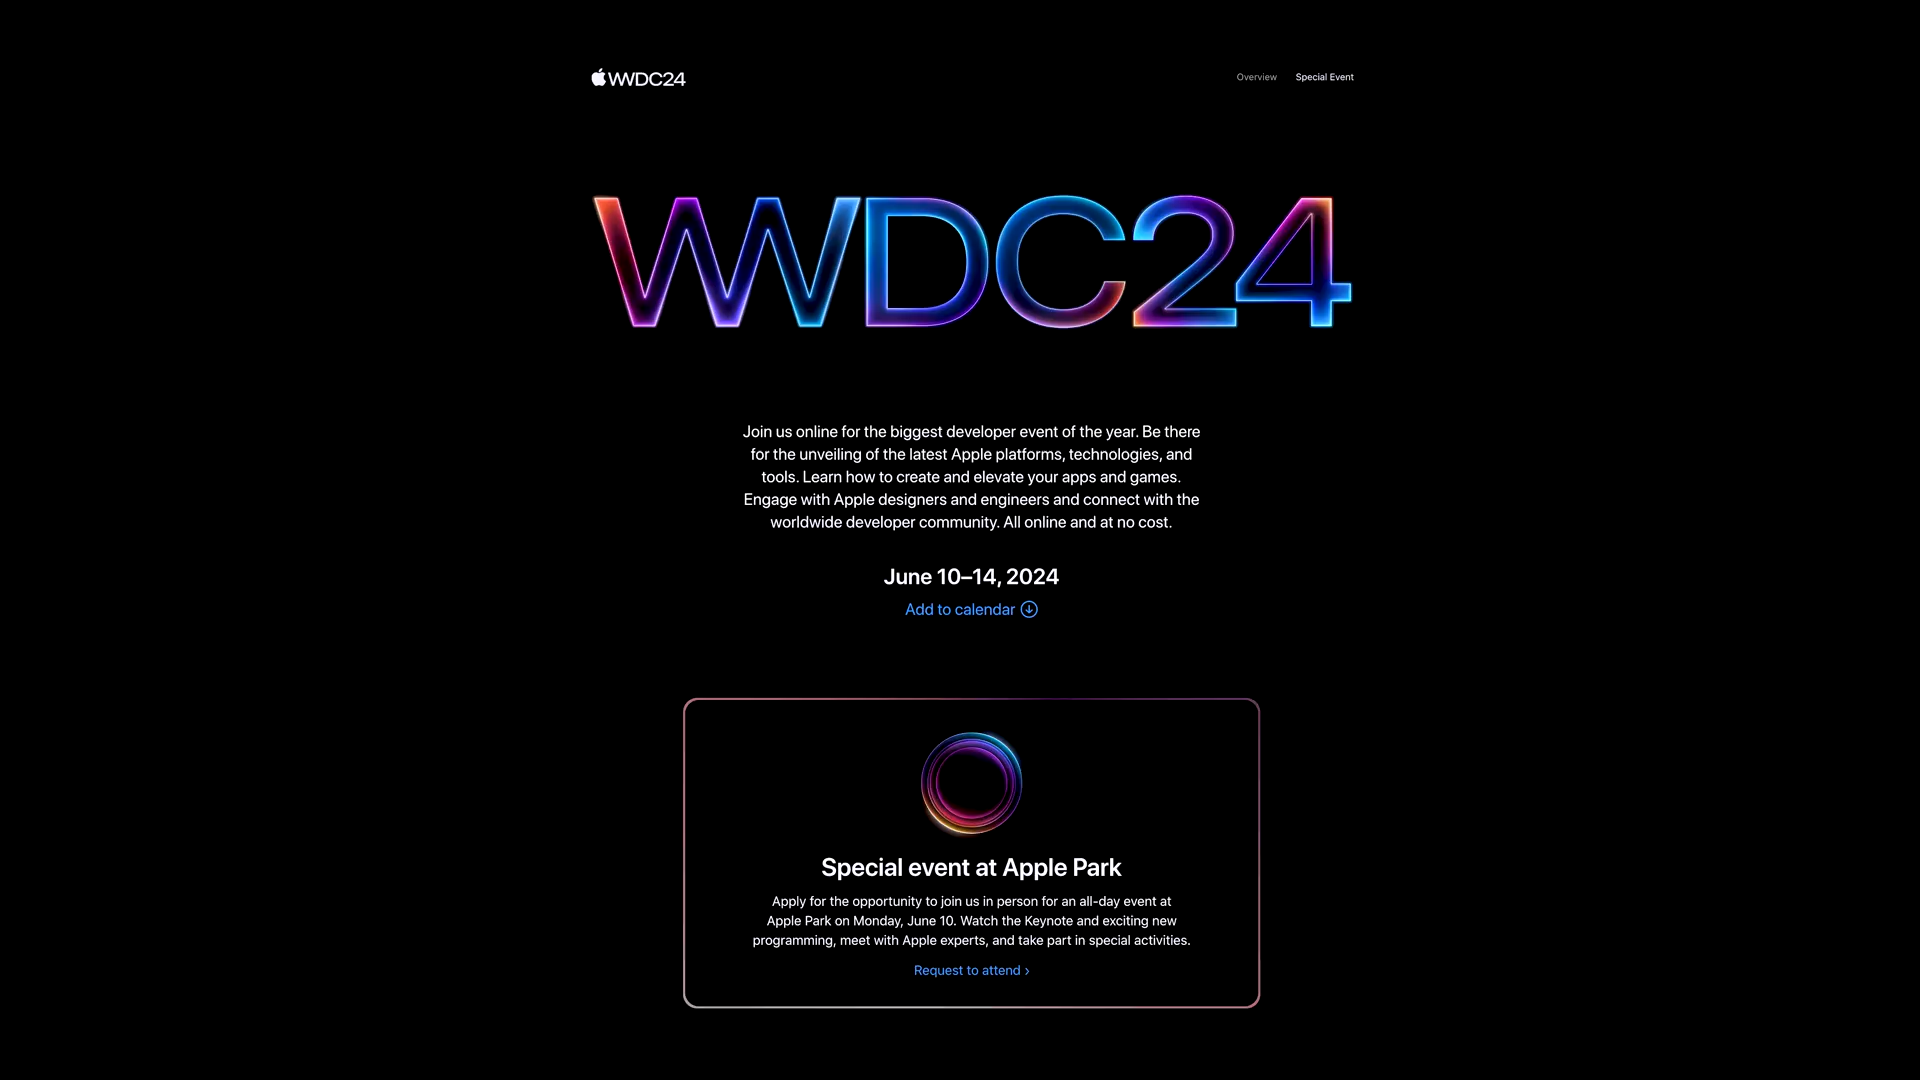 WWDC24
Overview
Special Event
WWDC24
Join us online for the biggest developer event of the year. Be there
for the unveiling of the latest Apple platforms, technologies, and
tools. Learn how to create and elevate your apps and games.
Engage with Apple designers and engineers and connect with the
worldwide developer community. All online and at no cost.
June 10–14, 2024
Add to calendar
Special event at Apple Park
Apply for the opportunity to join us in person for an all-day event at
Apple Park on Monday, June 10. Watch the Keynote and exciting new
programming, meet with Apple experts, and take part in special activities.
Request to attend ›